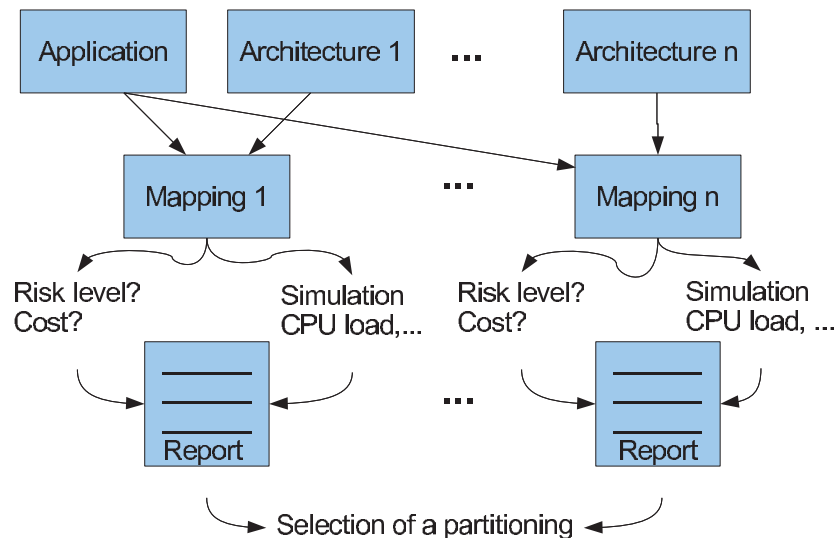 Application
Architecture 1
...
Architecture n
Mapping 1
...
Mapping n
Risk level?
Cost?
Simulation
CPU load,...
Risk level?
Cost?
Simulation
CPU load, ...
Report
...
Report
Selection of a partitioning